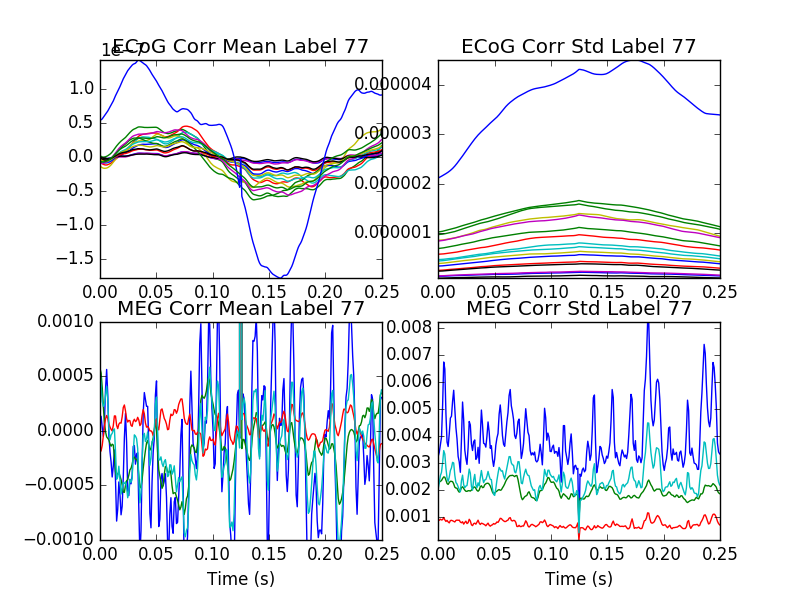 ECoG Corr Mean Label 77
1e−7
1.0
0.5
0.0
−0.5
−1.0
−1.5
0.00 0.05 0.10 0.15 0.20 0.25
ECoG Corr Std Label 77
0.000004
0.000003
0.000002
0.000001
0.00 0.05 0.10 0.15 0.20 0.25
MEG Corr Mean Label 77
0.0010
0.0005
0.0000
−0.0005
−0.0010
0.00 0.05 0.10 0.15 0.20 0.25
Time (s)
MEG Corr Std Label 77
0.008
0.007
0.006
0.005
0.004
0.003
0.002
0.001
0.00 0.05 0.10 0.15 0.20 0.25
Time (s)